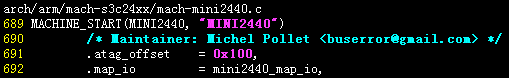 arch/arm/mach-s3c24xx/mach-mini2440.c
689 MACHINE_START(MINI2440, "MINI2440")
690 /* Maintainer: Michel Pollet <buserror@gmail.com> */
691 .atag_offset = 0x100,
692 .map_io = mini2440_map_io,